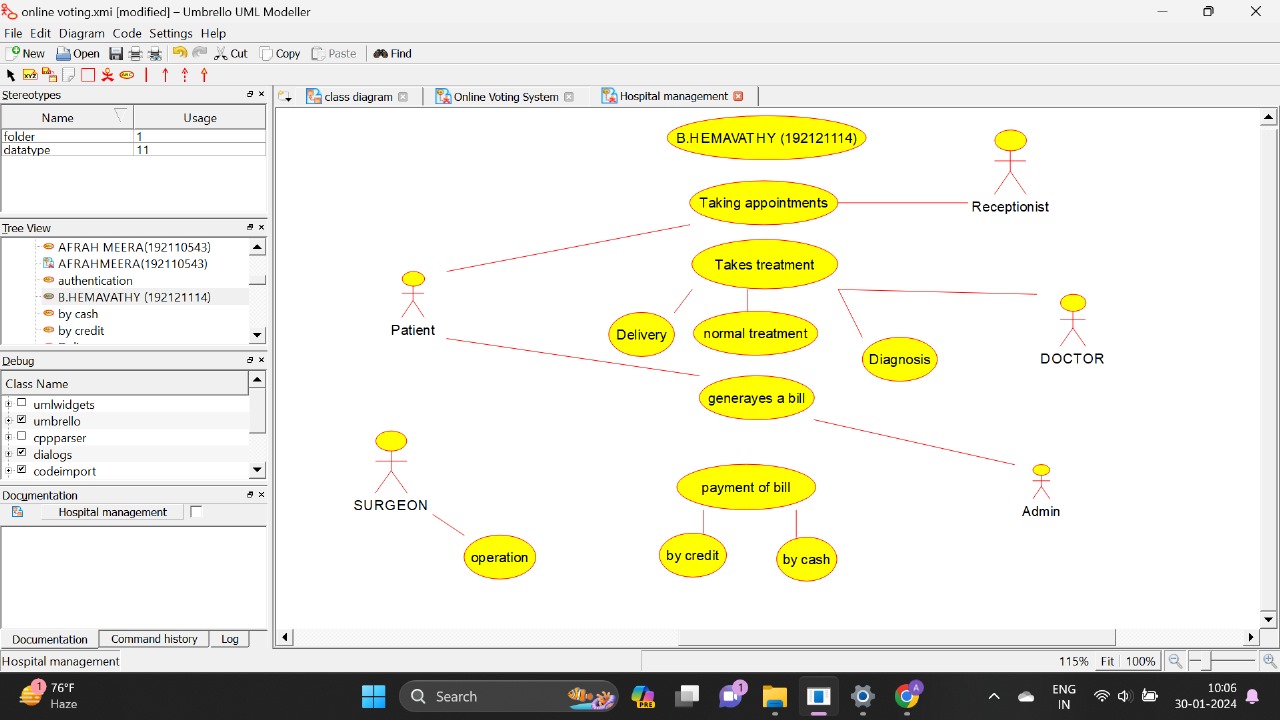 online voting.xmi [modified] – Umbrello UML Modeller
File Edit Diagram Code Settings Help
New Open Cut Copy Paste Find
Stereotypes
Name Usage
folder 1
datatype 11
Tree View
AFRAH MEERA(192110543)
AFRAHMEERA(192110543)
authentication
B.HEMAVATHY (192121114)
by cash
by credit
Debug
Class Name
umlwidgets
umbrello
cppparser
dialogs
codeimport
Documentation
Hospital management
Documentation Command history Log
Hospital management
class diagram Online Voting System Hospital management
B.HEMAVATHY (192121114)
Taking appointments
Receptionist
Takes treatment
Patient
Delivery
normal treatment
Diagnosis
DOCTOR
generayes a bill
SURGEON
payment of bill
Admin
operation
by credit
by cash
115% Fit 100%
1
76°F
Haze
Search
PRE
1
A
ENG
IN
10:06
30-01-2024